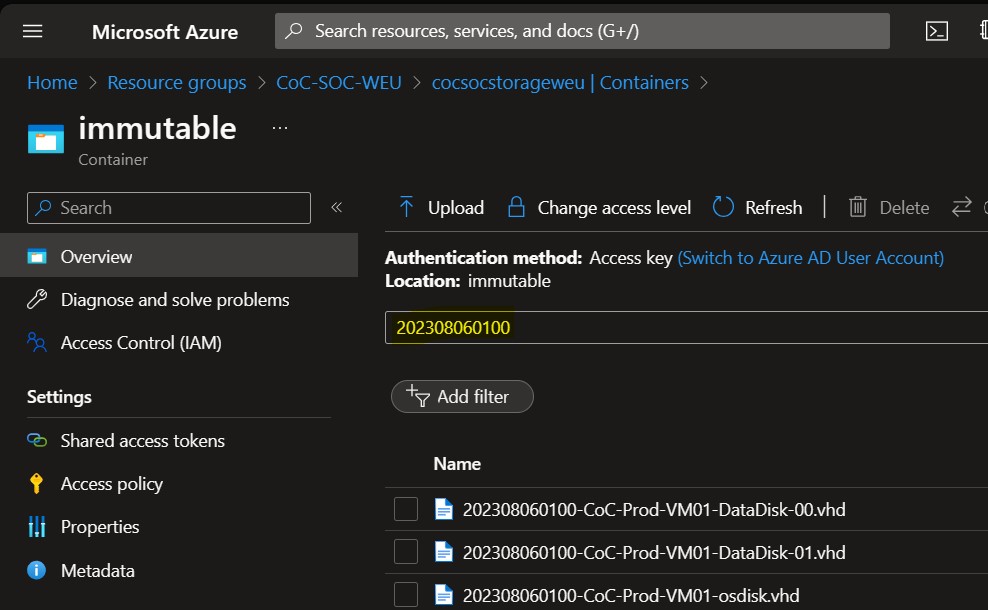 Microsoft Azure
Search resources, services, and docs (G+/)
Home > Resource groups > CoC-SOC-WEU > cocsocstorageweu | Containers >
immutable ...
Container
Search «
Upload Change access level Refresh | Delete
Overview
Diagnose and solve problems
Access Control (IAM)
Settings
Shared access tokens
Access policy
Properties
Metadata
Authentication method: Access key (Switch to Azure AD User Account)
Location: immutable
202308060100
Add filter
Name
202308060100-CoC-Prod-VM01-DataDisk-00.vhd
202308060100-CoC-Prod-VM01-DataDisk-01.vhd
202308060100-CoC-Prod-VM01-osdisk.vhd